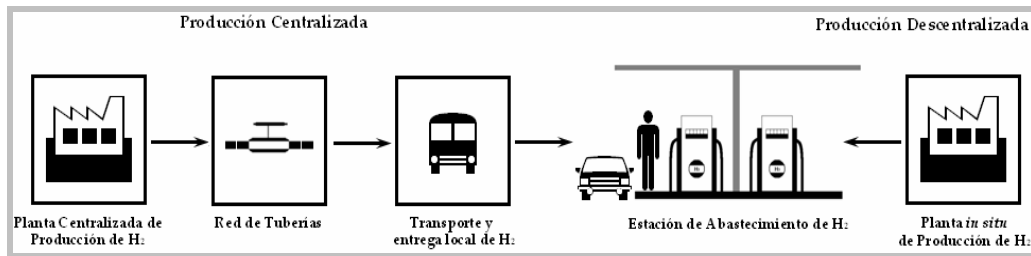 Producción Centralizada
Producción Descentralizada
Planta Centralizada de
Producción de H2
Red de Tuberías
Transporte y
entrega local de H2
Estación de Abastecimiento de H2
Planta in situ
de Producción de H2